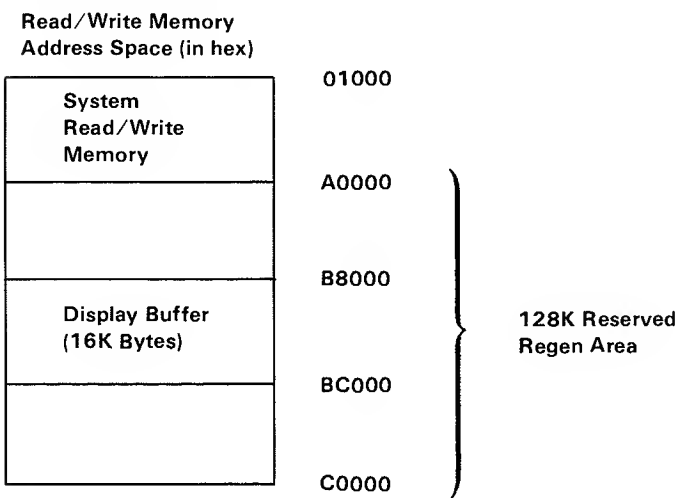 Read/Write Memory
Address Space (in hex)
01000
System
Read/Write
Memory
A0000
B8000
Display Buffer
(16K Bytes)
128K Reserved
Regen Area
BC000
C0000